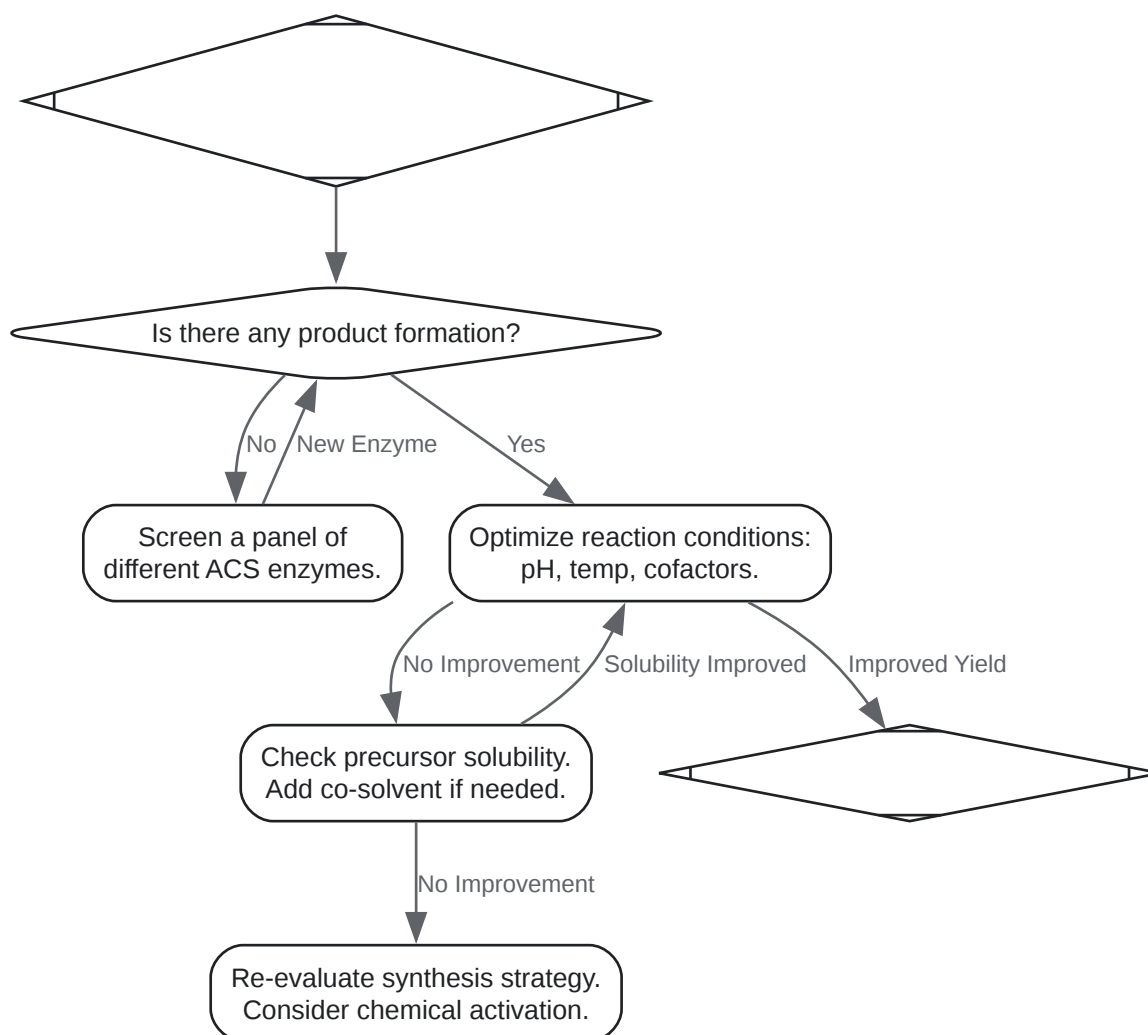 Is there any product formation?
No
New Enzyme
Yes
Screen a panel of
different ACS enzymes.
Optimize reaction conditions:
pH, temp, cofactors.
No Improvement
Solubility Improved
Improved Yield
Check precursor solubility.
Add co-solvent if needed.
No Improvement
Re-evaluate synthesis strategy.
Consider chemical activation.